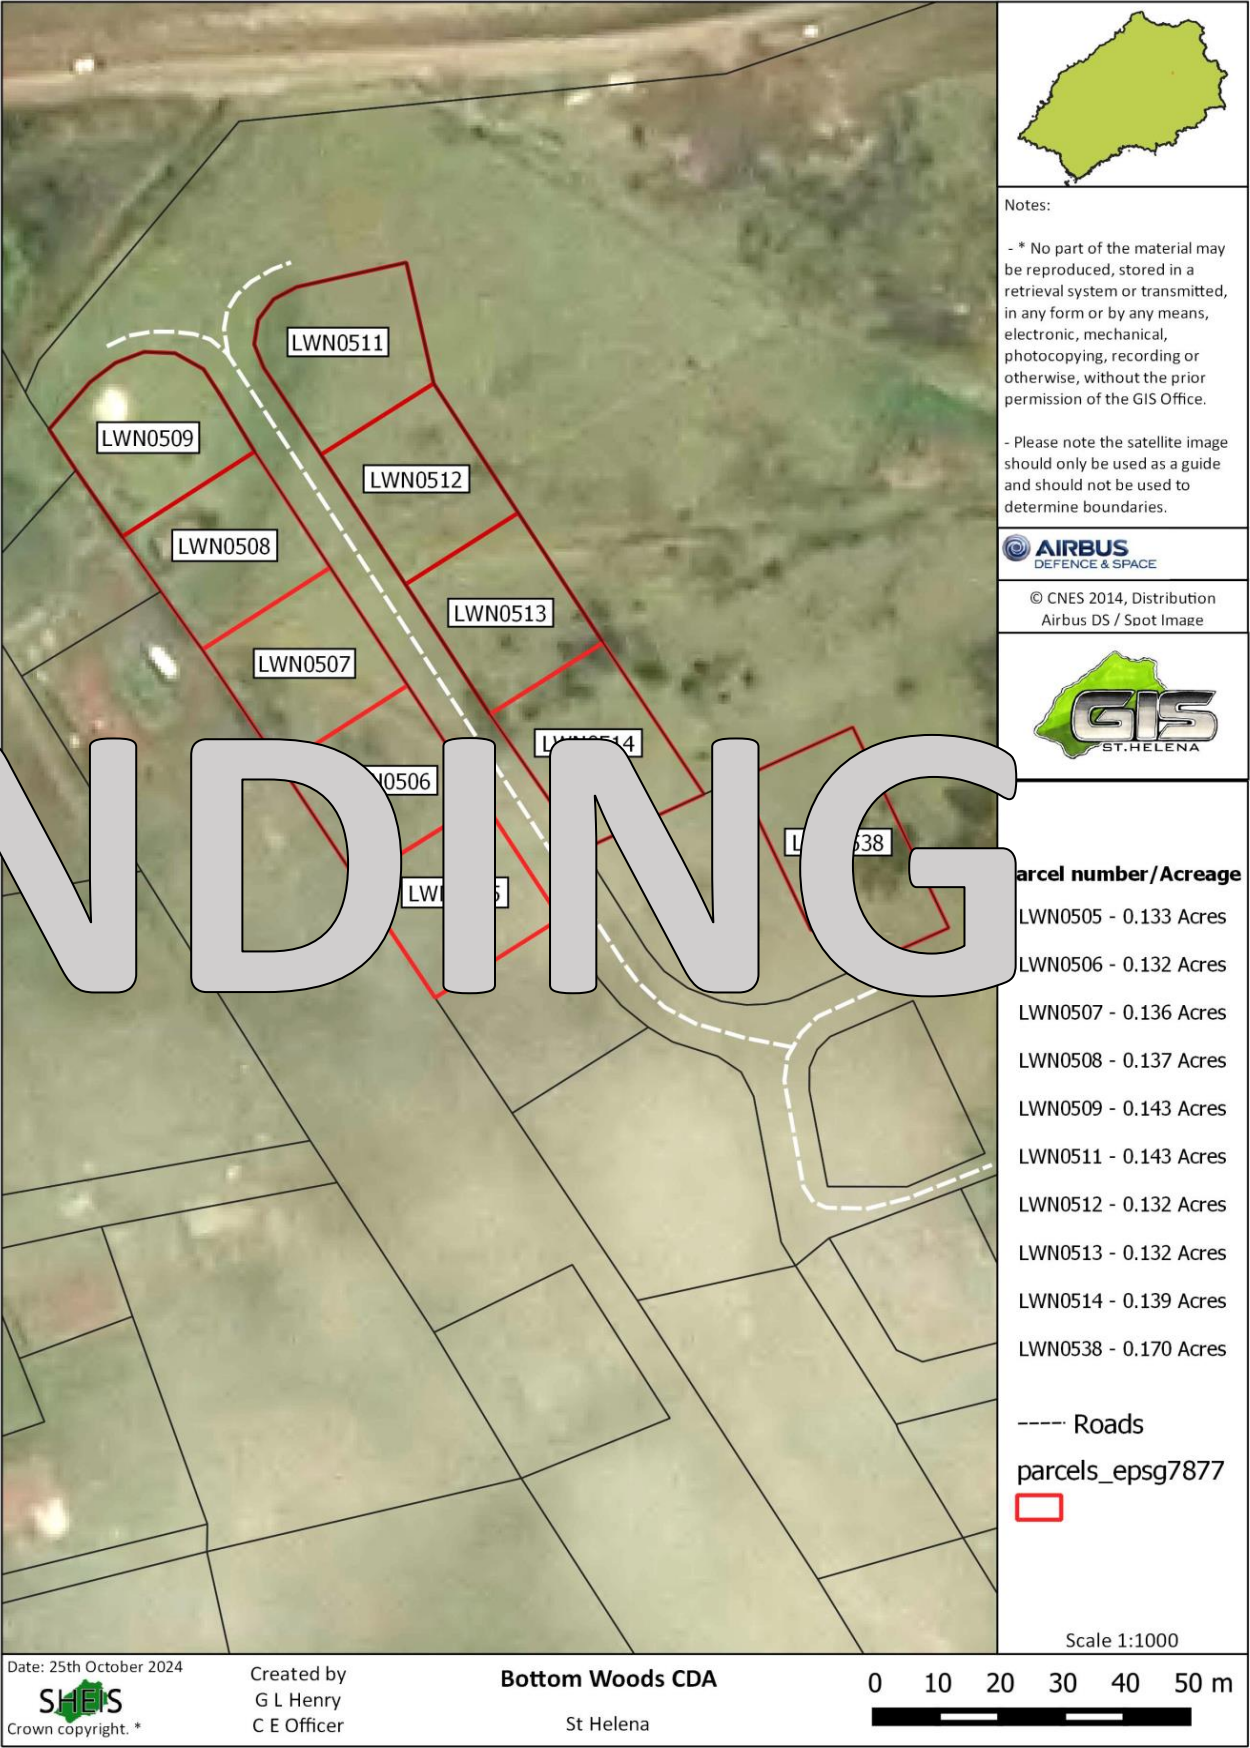 Notes:
- * No part of the material may
be reproduced, stored in a
retrieval system or transmitted,
in any form or by any means,
electronic, mechanical,
photocopying, recording or
otherwise, without the prior
permission of the GIS Office.
- Please note the satellite image
should only be used as a guide
and should not be used to
determine boundaries.
AIRBUS
DEFENCE & SPACE
© CNES 2014, Distribution
Airbus DS / Spot Image
GIS
ST.HELENA
LWN0511
LWN0509
LWN0512
LWN0508
LWN0513
LWN0507
NDING
arcel number/Acreage
LWN0505 - 0.133 Acres
LWN0506 - 0.132 Acres
LWN0507 - 0.136 Acres
LWN0508 - 0.137 Acres
LWN0509 - 0.143 Acres
LWN0511 - 0.143 Acres
LWN0512 - 0.132 Acres
LWN0513 - 0.132 Acres
LWN0514 - 0.139 Acres
LWN0538 - 0.170 Acres
Roads
parcels_epsg7877
Scale 1:1000
Date: 25th October 2024
SHEIS
Crown copyright. *
Created by
G L Henry
C E Officer
Bottom Woods CDA
St Helena
0 10 20 30 40 50 m